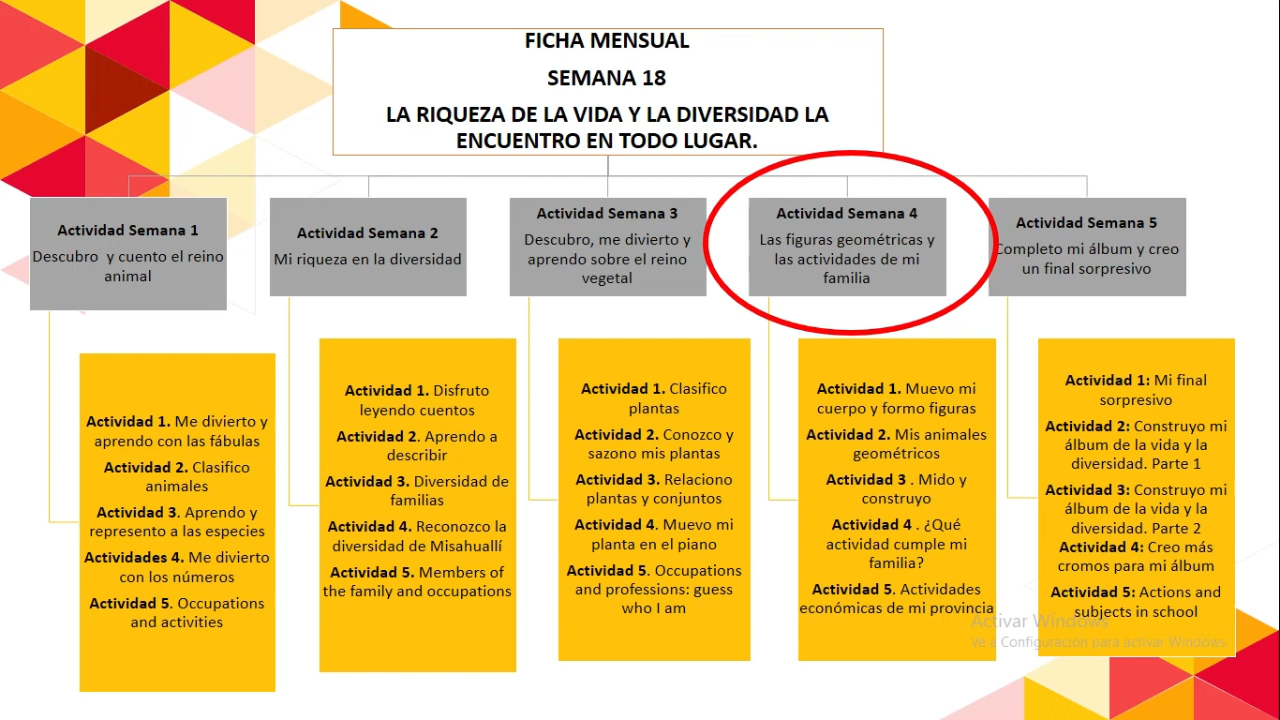 FICHA MENSUAL
SEMANA 18
LA RIQUEZA DE LA VIDA Y LA DIVERSIDAD LA
ENCUENTRO EN TODO LUGAR.
Actividad Semana 1
Descubro y cuento el reino
animal
Actividad 1. Me divierto y
aprendo con las fábulas
Actividad 2. Clasifico
animales
Actividad 3. Aprendo y
represento a las especies
Actividades 4. Me divierto
con los números
Actividad 5. Occupations
and activities
Actividad Semana 2
Mi riqueza en la diversidad
Actividad 1. Disfruto
leyendo cuentos
Actividad 2. Aprendo a
describir
Actividad 3. Diversidad de
familias
Actividad 4. Reconozco la
diversidad de Misahuallí
Actividad 5. Members of
the family and occupations
Actividad Semana 3
Descubro, me divierto y
aprendo sobre el reino
vegetal
Actividad 1. Clasifico
plantas
Actividad 2. Conozco y
sazono mis plantas
Actividad 3. Relaciono
plantas y conjuntos
Actividad 4. Muevo mi
planta en el piano
Actividad 5. Occupations
and professions: guess
who I am
Actividad Semana 4
Las figuras geométricas y
las actividades de mi
familia
Actividad 1. Muevo mi
cuerpo y formo figuras
Actividad 2. Mis animales
geométricos
Actividad 3 . Mido y
construyo
Actividad 4 . ¿Qué
actividad cumple mi
familia?
Actividad 5. Actividades
económicas de mi provincia
Actividad Semana 5
Completo mi álbum y creo
un final sorpresivo
Actividad 1: Mi final
sorpresivo
Actividad 2: Construyo mi
álbum de la vida y la
diversidad. Parte 1
Actividad 3: Construyo mi
álbum de la vida y la
diversidad. Parte 2
Actividad 4: Creo más
cromos para mi álbum
Actividad 5: Actions and
subjects in school
Activar Windows
Ve a Configuración para activar Windows.